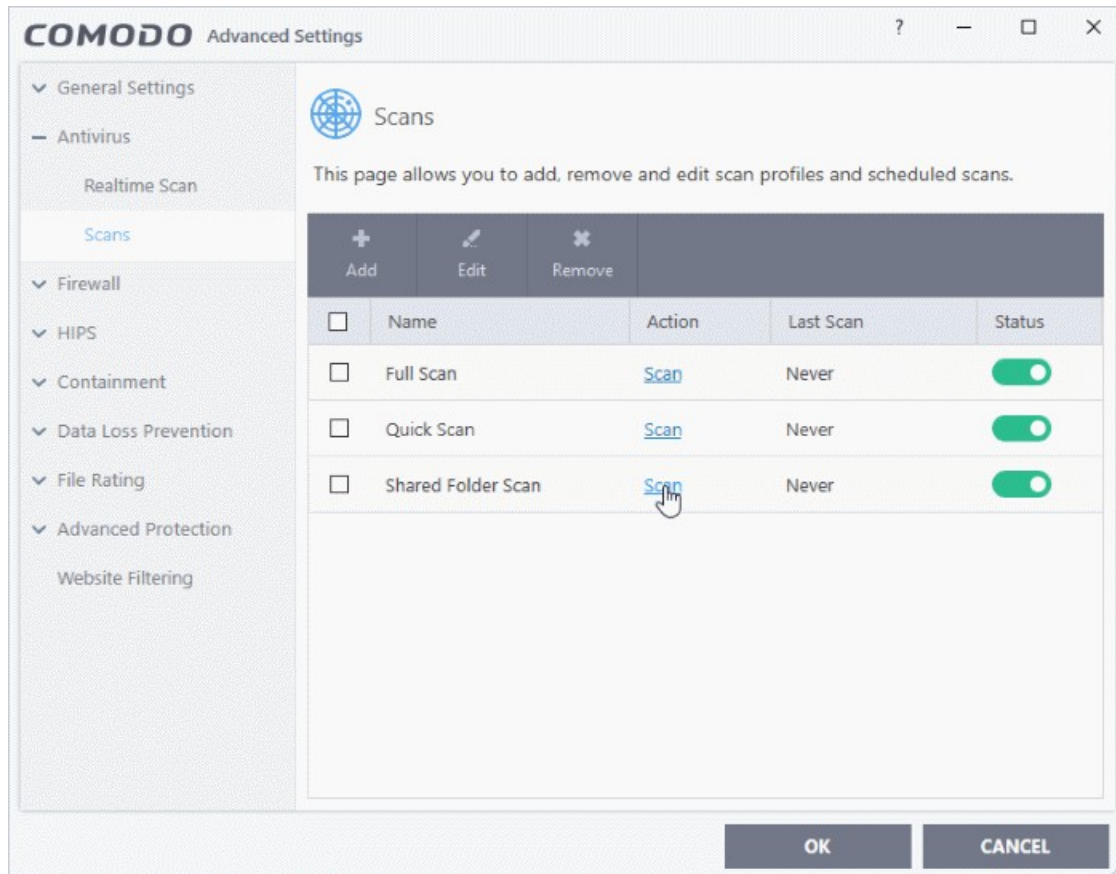 COMODO Advanced Settings ?
General Settings
Antivirus
Realtime Scan
Scans
Firewall
HIPS
Containment
Data Loss Prevention
File Rating
Advanced Protection
Website Filtering
Scans
This page allows you to add, remove and edit scan profiles and scheduled scans.
Add Edit Remove
Name Action Last Scan Status
Full Scan Scan Never
Quick Scan Scan Never
Shared Folder Scan Scan Never
OK CANCEL